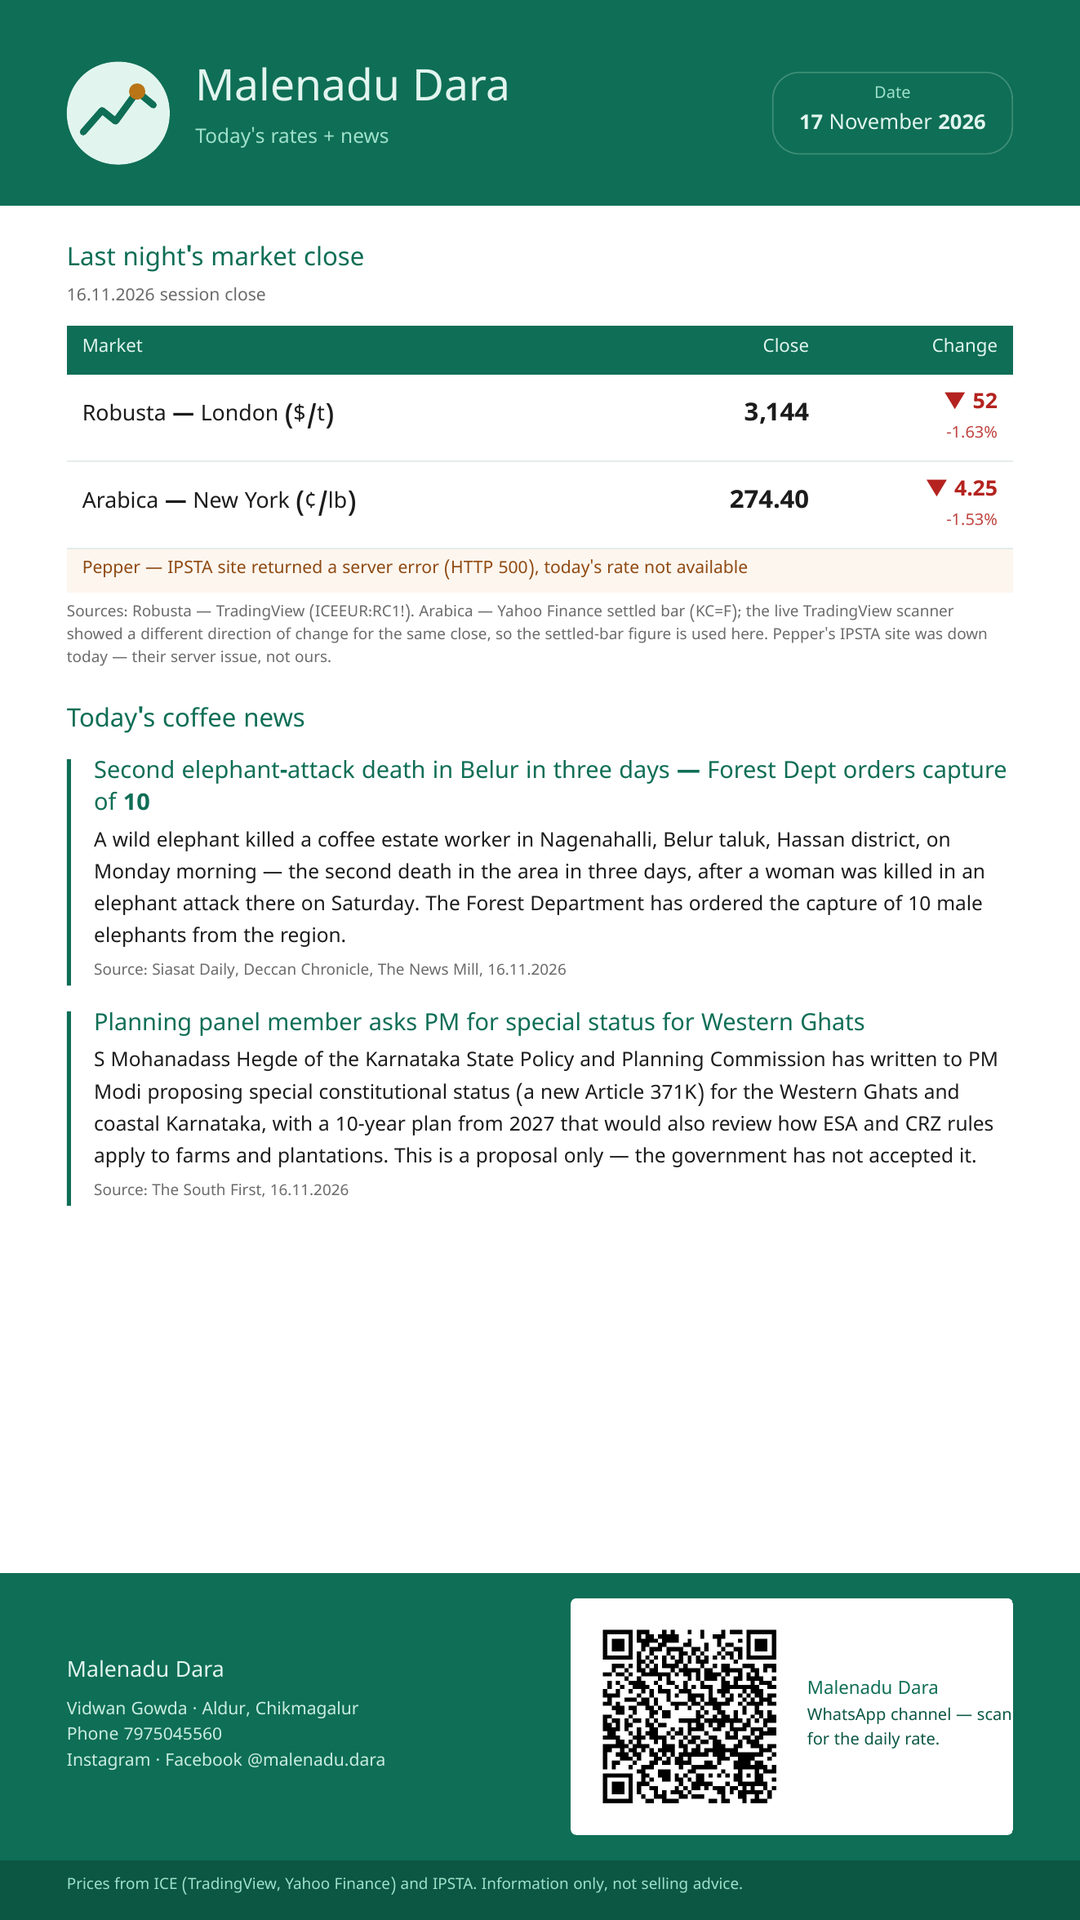 Malenadu Dara
Today's rates + news
Date
17 November 2026
Last night's market close
16.11.2026 session close
Market Close Change
Robusta — London ($/t) 3,144 ▼ 52
-1.63%
Arabica — New York (¢/lb) 274.40 ▼ 4.25
-1.53%
Pepper — IPSTA site returned a server error (HTTP 500), today's rate not available
Sources: Robusta — TradingView (ICEEUR:RC1!). Arabica — Yahoo Finance settled bar (KC=F); the live TradingView scanner
showed a different direction of change for the same close, so the settled-bar figure is used here. Pepper's IPSTA site was down
today — their server issue, not ours.
Today's coffee news
Second elephant-attack death in Belur in three days — Forest Dept orders capture
of 10
A wild elephant killed a coffee estate worker in Nagenahalli, Belur taluk, Hassan district, on
Monday morning — the second death in the area in three days, after a woman was killed in an
elephant attack there on Saturday. The Forest Department has ordered the capture of 10 male
elephants from the region.
Source: Siasat Daily, Deccan Chronicle, The News Mill, 16.11.2026
Planning panel member asks PM for special status for Western Ghats
S Mohanadass Hegde of the Karnataka State Policy and Planning Commission has written to PM
Modi proposing special constitutional status (a new Article 371K) for the Western Ghats and
coastal Karnataka, with a 10-year plan from 2027 that would also review how ESA and CRZ rules
apply to farms and plantations. This is a proposal only — the government has not accepted it.
Source: The South First, 16.11.2026
Malenadu Dara
Vidwan Gowda · Aldur, Chikmagalur
Phone 7975045560
Instagram · Facebook @malenadu.dara
Malenadu Dara
WhatsApp channel — scan
for the daily rate.
Prices from ICE (TradingView, Yahoo Finance) and IPSTA. Information only, not selling advice.